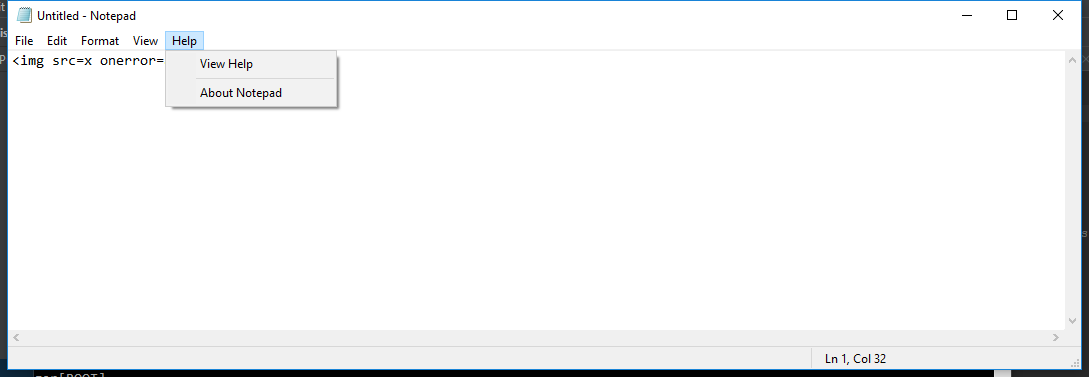 Untitled - Notepad
File Edit Format View Help
<img src=x onerror=
View Help
About Notepad
Ln 1, Col 32